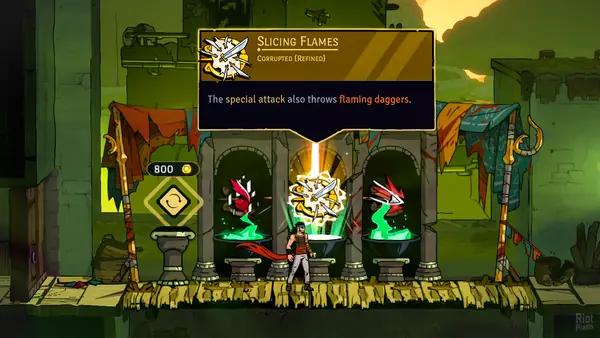 SLICING FLAMES
CORRUPTED (REFINED)
The special attack also throws flaming daggers.
800
Riot
Pixels